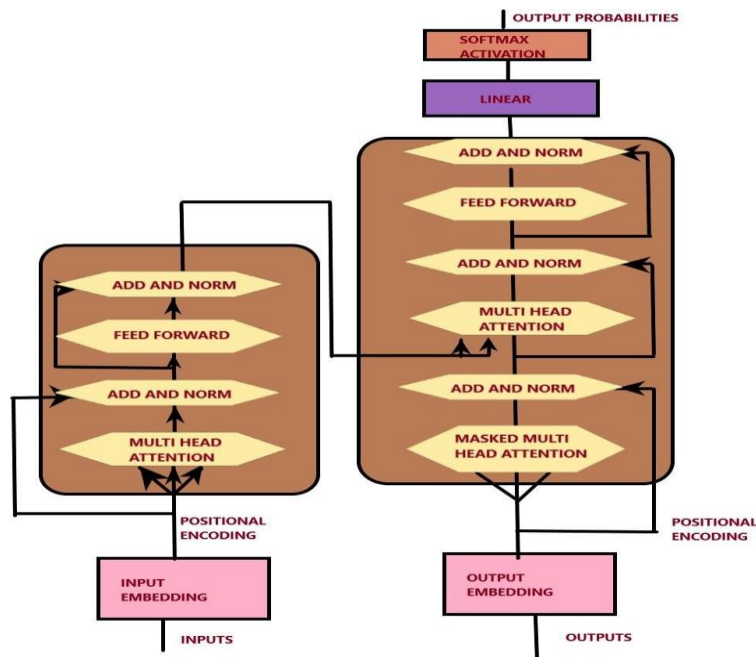 OUTPUT PROBABILITIES
SOFTMAX
ACTIVATION
LINEAR
ADD AND NORM
FEED FORWARD
ADD AND NORM
MULTI HEAD
ATTENTION
ADD AND NORM
MASKED MULTI
HEAD ATTENTION
POSITIONAL
ENCODING
OUTPUT
EMBEDDING
OUTPUTS
ADD AND NORM
FEED FORWARD
ADD AND NORM
MULTI HEAD
ATTENTION
POSITIONAL
ENCODING
INPUT
EMBEDDING
INPUTS